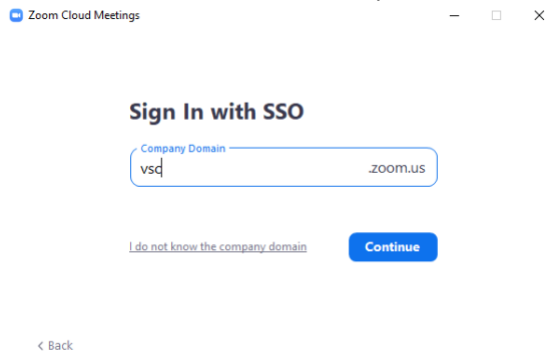 Zoom Cloud Meetings
Sign In with SSO
Company Domain
vsc
.zoom.us
I do not know the company domain
Continue
< Back